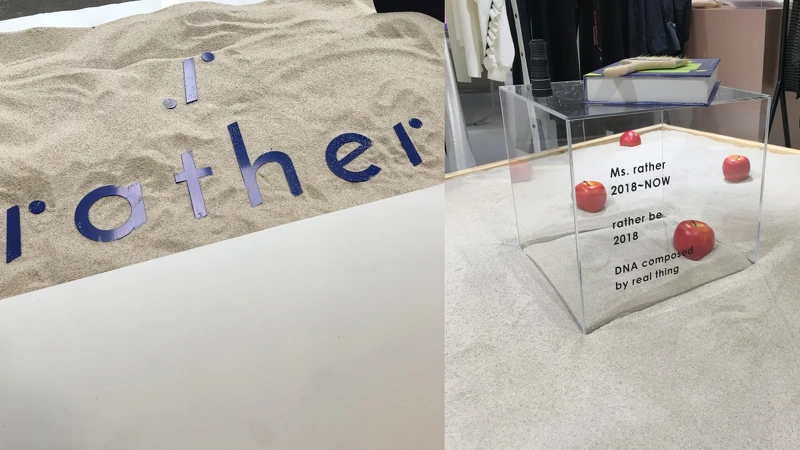 rather
Ms. rather
2018~NOW
rather be
2018
DNA composed
by real thing